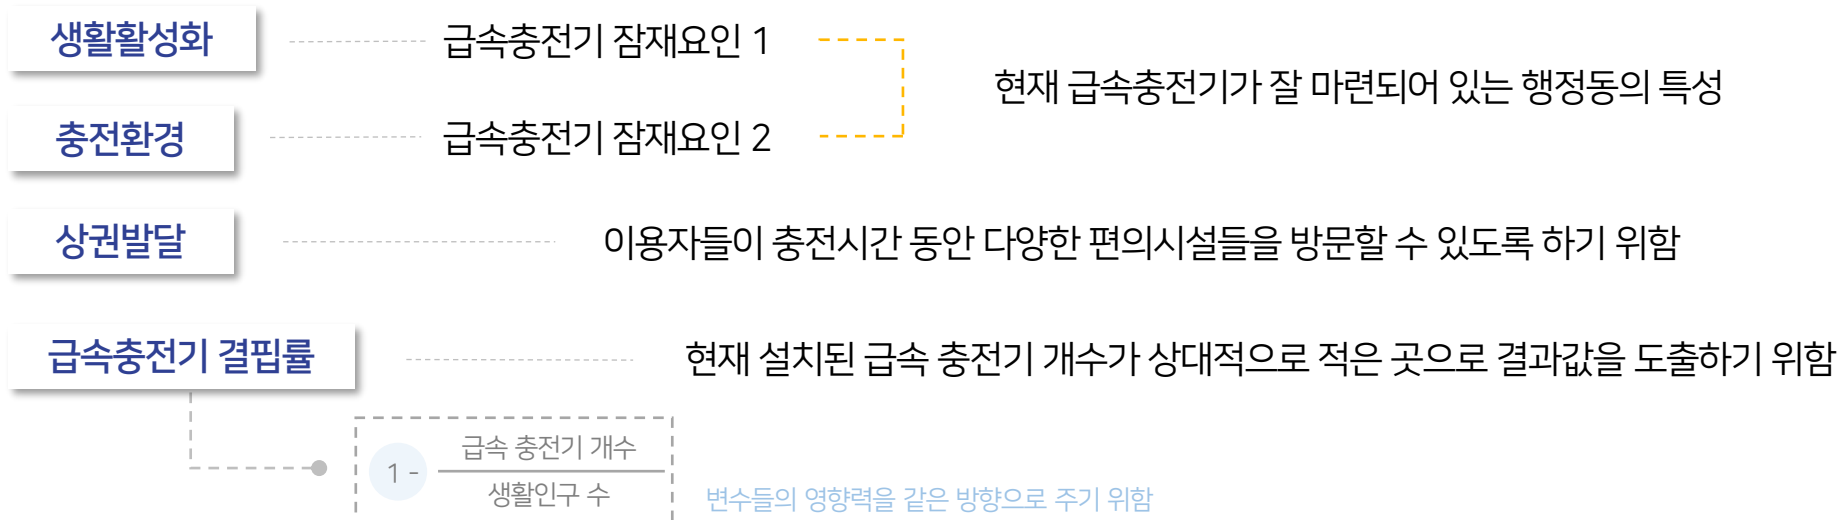 생활활성화
급속충전기 잠재요인 1
현재 급속충전기가 잘 마련되어 있는 행정동의 특성
충전환경
급속충전기 잠재요인 2
상권발달
이용자들이 충전시간 동안 다양한 편의시설들을 방문할 수 있도록 하기 위함
급속충전기 결핍률
현재 설치된 급속 충전기 개수가 상대적으로 적은 곳으로 결과값을 도출하기 위함
1 -
급속 충전기 개수
생활인구 수
변수들의 영향력을 같은 방향으로 주기 위함